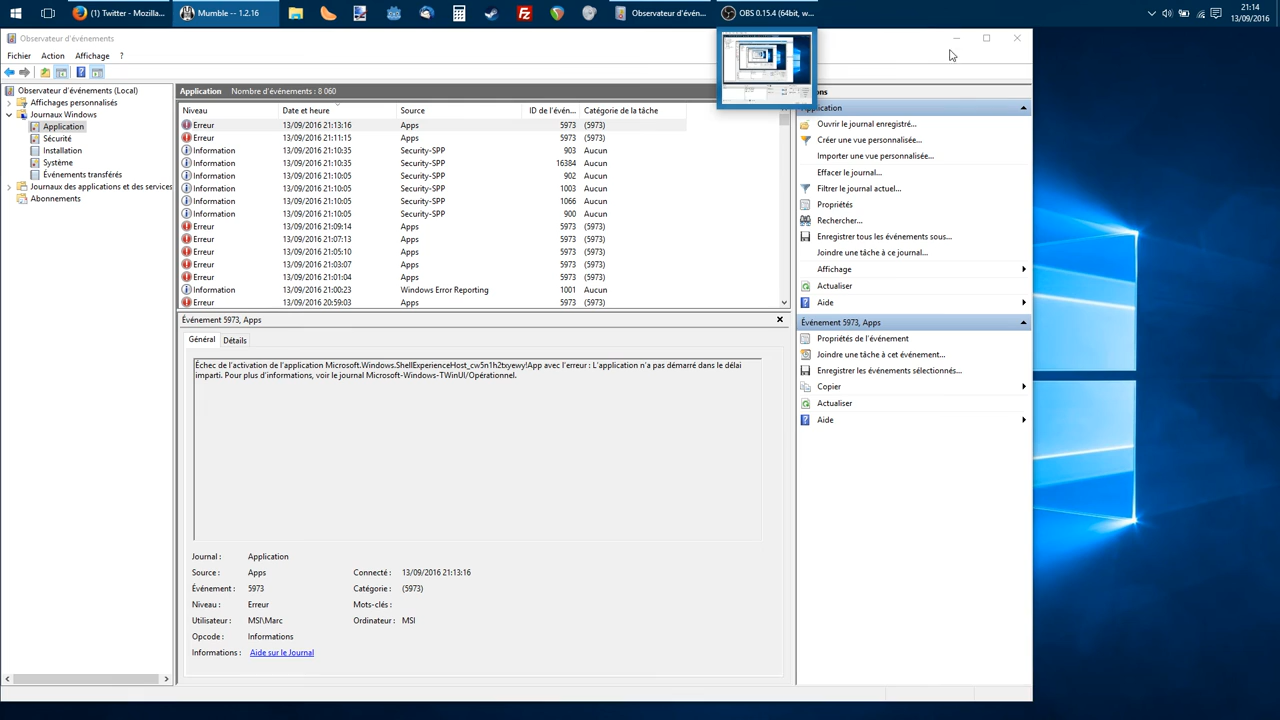 (1) Twitter - Mozilla...
Mumble -- 1.2.16
Observateur d'évén...
OBS 0.15.4 (64bit, w...
21:14
13/09/2016
Observateur d'événements
Fichier Action Affichage ?
Observateur d'événements (Local)
Affichages personnalisés
Journaux Windows
Application
Sécurité
Installation
Système
Événements transférés
Journaux des applications et des services
Abonnements
Application Nombre d'événements : 8 060
Niveau Date et heure Source ID de l'évén... Catégorie de la tâche
Erreur 13/09/2016 21:13:16 Apps 5973 (5973)
Erreur 13/09/2016 21:11:15 Apps 5973 (5973)
Information 13/09/2016 21:10:35 Security-SPP 903 Aucun
Information 13/09/2016 21:10:35 Security-SPP 16384 Aucun
Information 13/09/2016 21:10:05 Security-SPP 902 Aucun
Information 13/09/2016 21:10:05 Security-SPP 1003 Aucun
Information 13/09/2016 21:10:05 Security-SPP 1066 Aucun
Information 13/09/2016 21:10:05 Security-SPP 900 Aucun
Erreur 13/09/2016 21:09:14 Apps 5973 (5973)
Erreur 13/09/2016 21:07:13 Apps 5973 (5973)
Erreur 13/09/2016 21:05:10 Apps 5973 (5973)
Erreur 13/09/2016 21:03:07 Apps 5973 (5973)
Erreur 13/09/2016 21:01:04 Apps 5973 (5973)
Information 13/09/2016 21:00:23 Windows Error Reporting 1001 Aucun
Erreur 13/09/2016 20:59:03 Apps 5973 (5973)
Événement 5973, Apps
Général Détails
Échec de l'activation de l'application Microsoft.Windows.ShellExperienceHost_cw5n1h2txyewy!App avec l'erreur : L'application n'a pas démarré dans le délai
imparti. Pour plus d'informations, voir le journal Microsoft-Windows-TWinUI/Opérationnel.
Journal : Application
Source : Apps Connecté : 13/09/2016 21:13:16
Événement : 5973 Catégorie : (5973)
Niveau : Erreur Mots-clés :
Utilisateur : MSI\Marc Ordinateur : MSI
Opcode : Informations
Informations : Aide sur le Journal
ons
Application
Ouvrir le journal enregistré...
Créer une vue personnalisée...
Importer une vue personnalisée...
Effacer le journal...
Filtrer le journal actuel...
Propriétés
Rechercher...
Enregistrer tous les événements sous...
Joindre une tâche à ce journal...
Affichage
Actualiser
Aide
Événement 5973, Apps
Propriétés de l'événement
Joindre une tâche à cet événement...
Enregistrer les événements sélectionnés...
Copier
Actualiser
Aide